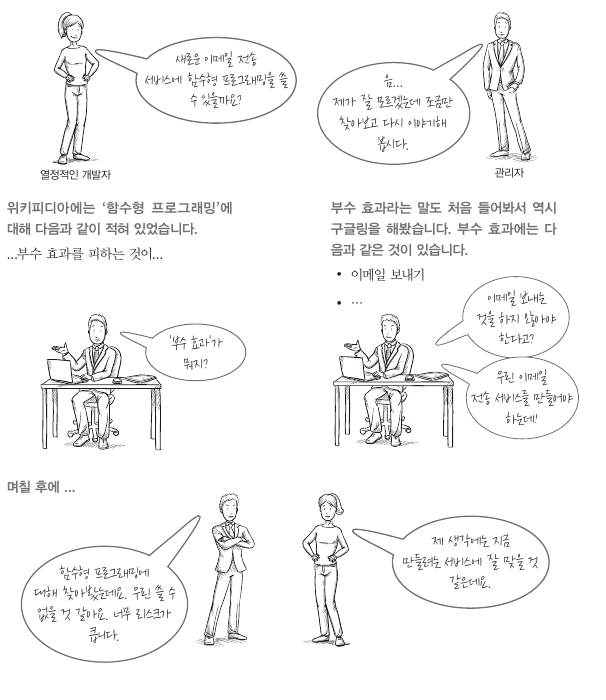 새로운 이메일 전송
서비스에 함수형 프로그래밍을 쓸
수 있을까요?
음...
제가 잘 모르겠는데 조금만
찾아보고 다시 이야기해
봅시다.
열정적인 개발자
관리자
위키피디아에는 '함수형 프로그래밍'에
대해 다음과 같이 적혀 있었습니다.
...부수 효과를 피하는 것이...
'부수 효과'가
뭐지?
부수 효과라는 말도 처음 들어봐서 역시
구글링을 해봤습니다. 부수 효과에는 다
음과 같은 것이 있습니다.
• 이메일 보내기
• ...
이메일 보내는
것을 하지 않아야
한다고?
우린 이메일
전송 서비스를 만들어야
하는데!
며칠 후에 ...
함수형 프로그래밍에
대해 찾아봤는데요. 우린 쓸 수
없을 것 같아요. 너무 리스크가
큽니다.
제 생각에는 지금
만들려는 서비스에 잘 맞을 것
같은데요.